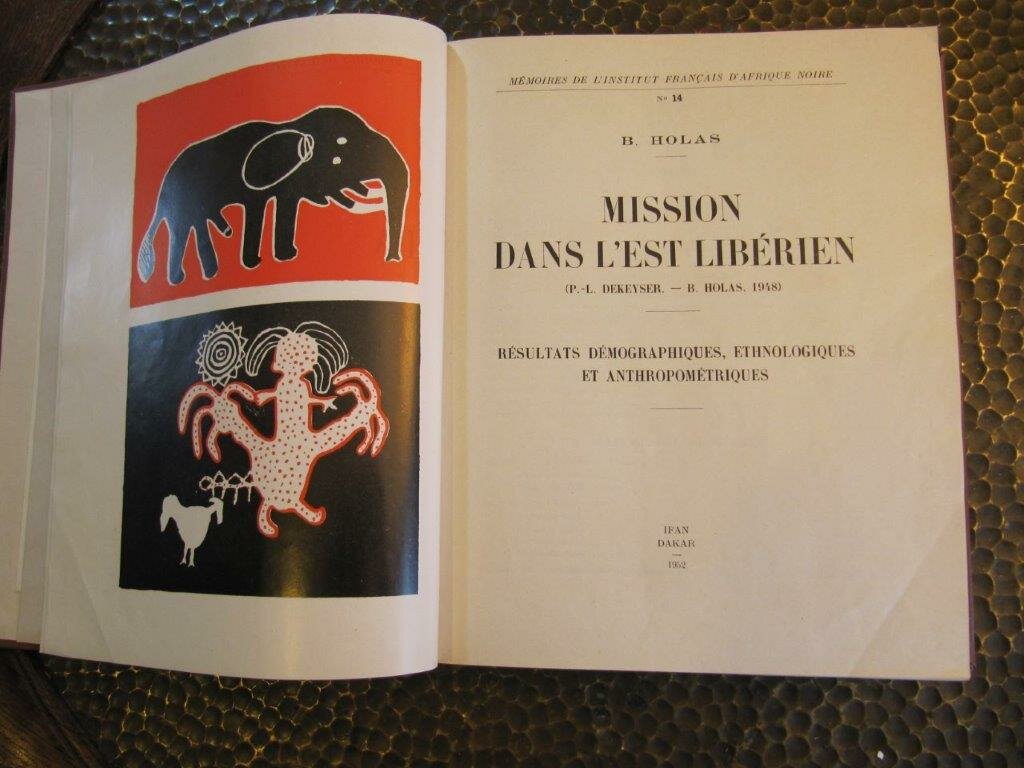 MÉMOIRES DE L'INSTITUT FRANÇAIS D'AFRIQUE NOIRE
Nº 14
B. HOLAS
MISSION
DANS L'EST LIBÉRIEN
(P.-L. DEKEYSER. — B. HOLAS, 1948)
RÉSULTATS DÉMOGRAPHIQUES, ETHNOLOGIQUES
ET ANTHROPOMÉTRIQUES
IFAN
DAKAR
1952